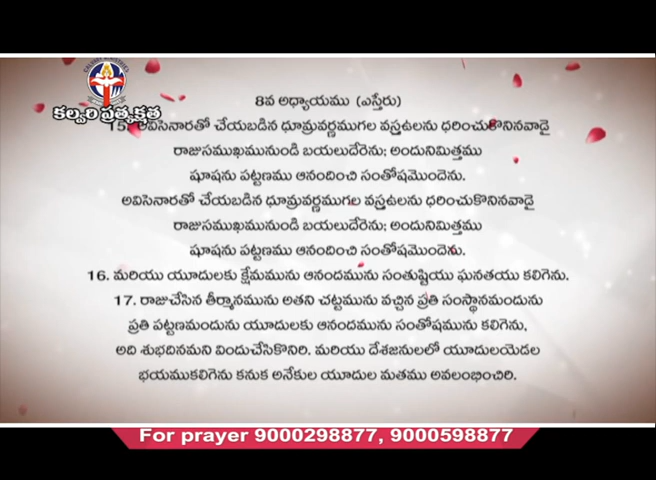 కల్వరి ప్రత్యక్షత
8వ అధ్యాయము (ఎస్తేరు)
15. అవిసినారతో చేయబడిన ధూమ్రవర్ణముగల వస్త్రములను ధరించుకొనినవాడై
రాజుసముఖమునుండి బయలుదేరెను; అందునిమిత్తము
షూషను పట్టణము ఆనందించి సంతోషమొందెను.
అవిసినారతో చేయబడిన ధూమ్రవర్ణముగల వస్త్రములను ధరించుకొనినవాడై
రాజుసముఖమునుండి బయలుదేరెను; అందునిమిత్తము
షూషను పట్టణము ఆనందించి సంతోషమొందెను.
16. మరియు యూదులకు క్షేమమును ఆనందమును సంతుష్టియు ఘనతయు కలిగెను.
17. రాజుచేసిన తీర్మానమును అతని చట్టమును వచ్చిన ప్రతి సంస్థానమందును
ప్రతి పట్టణమందును యూదులకు ఆనందమును సంతోషమును కలిగెను,
అది శుభదినమని విందుచేసికొనిరి. మరియు దేశజనులలో యూదులయెడల
భయముకలిగెను కనుక అనేకుల యూదుల మతము అవలంభించిరి.
For prayer 9000298877, 9000598877